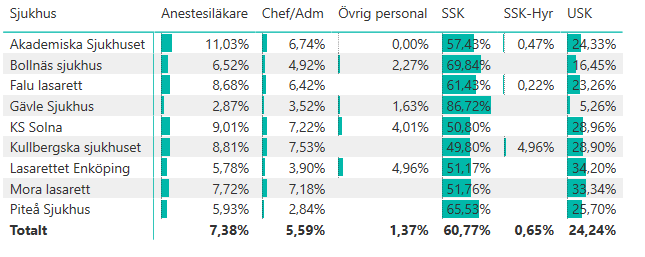 Sjukhus Anestesiläkare Chef/Adm Övrig personal SSK SSK-Hyr USK
Akademiska Sjukhuset 11,03% 6,74% 0,00% 57,43% 0,47% 24,33%
Bollnäs sjukhus 6,52% 4,92% 2,27% 69,84% 16,45%
Falu lasarett 8,68% 6,42% 61,43% 0,22% 23,26%
Gävle Sjukhus 2,87% 3,52% 1,63% 86,72% 5,26%
KS Solna 9,01% 7,22% 4,01% 50,80% 28,96%
Kullbergska sjukhuset 8,81% 7,53% 49,80% 4,96% 28,90%
Lasarettet Enköping 5,78% 3,90% 4,96% 51,17% 34,20%
Mora lasarett 7,72% 7,18% 51,76% 33,34%
Piteå Sjukhus 5,93% 2,84% 65,53% 25,70%
Totalt 7,38% 5,59% 1,37% 60,77% 0,65% 24,24%